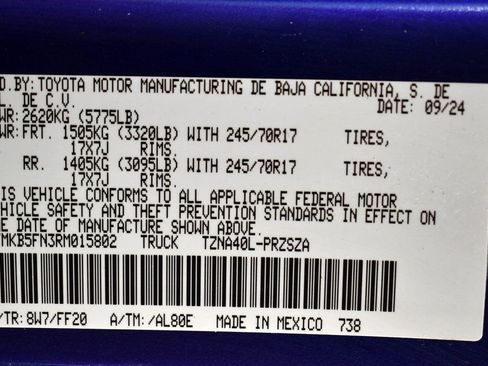 D.BY:TOYOTA MOTOR MANUFACTURING DE BAJA CALIFORNIA, S. DE
L. DE C.V. DATE: 09/24
WR:2620KG (5775LB)
WR:FRT. 1505KG (3320LB) WITH 245/70R17 TIRES,
17X7J RIMS.
RR. 1405KG (3095LB) WITH 245/70R17 TIRES,
17X7J RIMS.
IS VEHICLE CONFORMS TO ALL APPLICABLE FEDERAL MOTOR
EHICLE SAFETY AND THEFT PREVENTION STANDARDS IN EFFECT ON
E DATE OF MANUFACTURE SHOWN ABOVE.
MKB5FN3RM015802 TRUCK TZNA40L-PRZSZA
/TR:8W7/FF20 A/TM:/AL80E MADE IN MEXICO 738